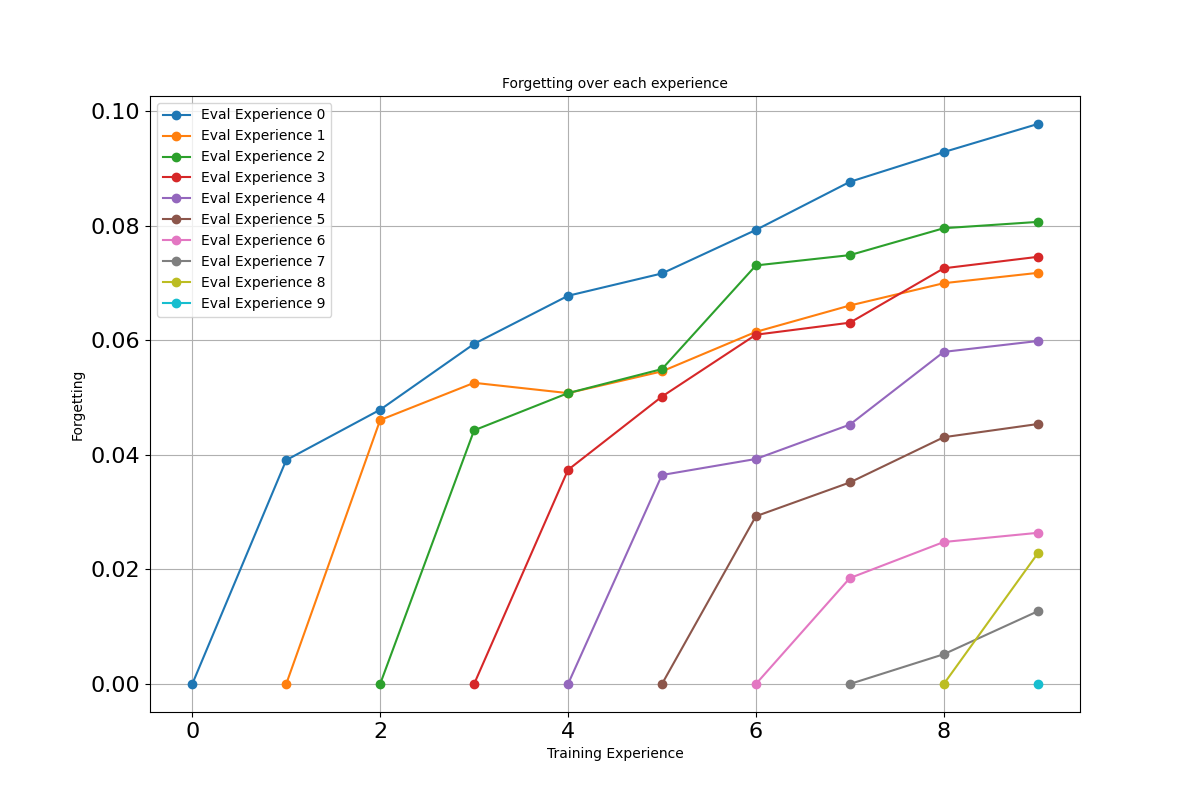 Forgetting over each experience
0.10
0.08
0.06
0.04
0.02
0.00
Forgetting
Eval Experience 0
Eval Experience 1
Eval Experience 2
Eval Experience 3
Eval Experience 4
Eval Experience 5
Eval Experience 6
Eval Experience 7
Eval Experience 8
Eval Experience 9
0 2 4 6 8
Training Experience